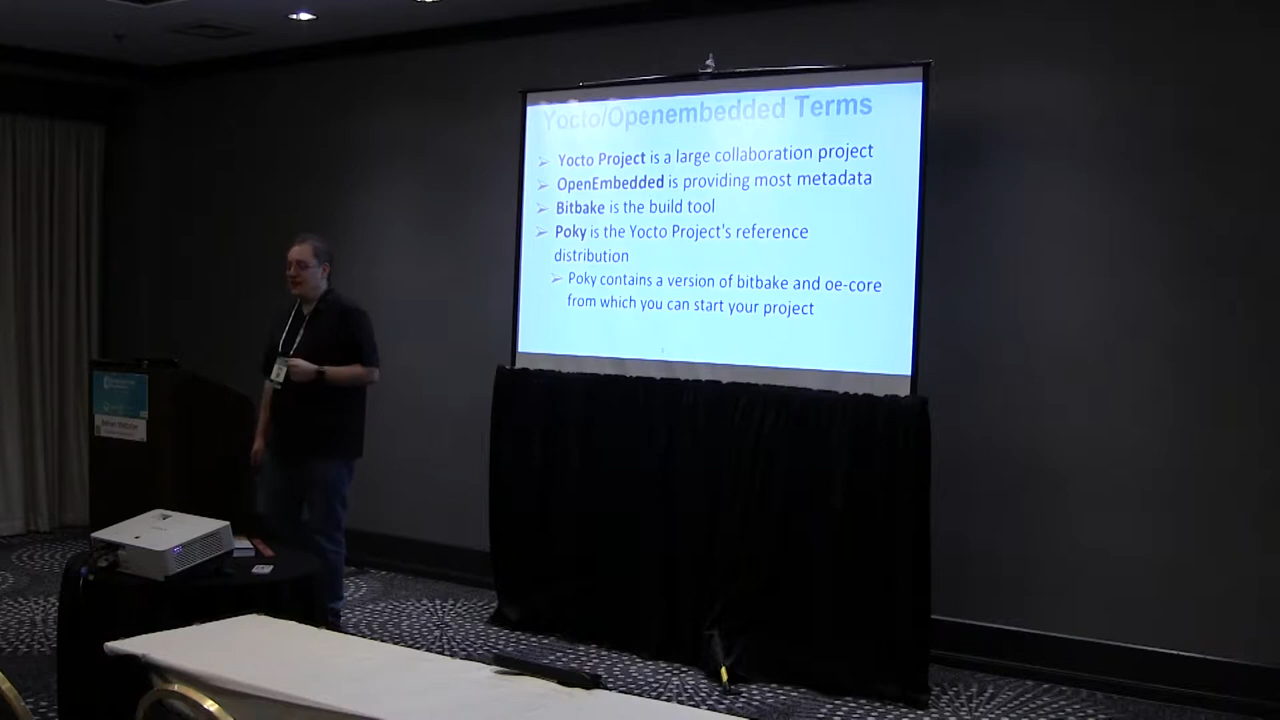 Yocto/Openembedded Terms
➢ Yocto Project is a large collaboration project
➢ OpenEmbedded is providing most metadata
➢ Bitbake is the build tool
➢ Poky is the Yocto Project's reference
distribution
➢ Poky contains a version of bitbake and oe-core
from which you can start your project